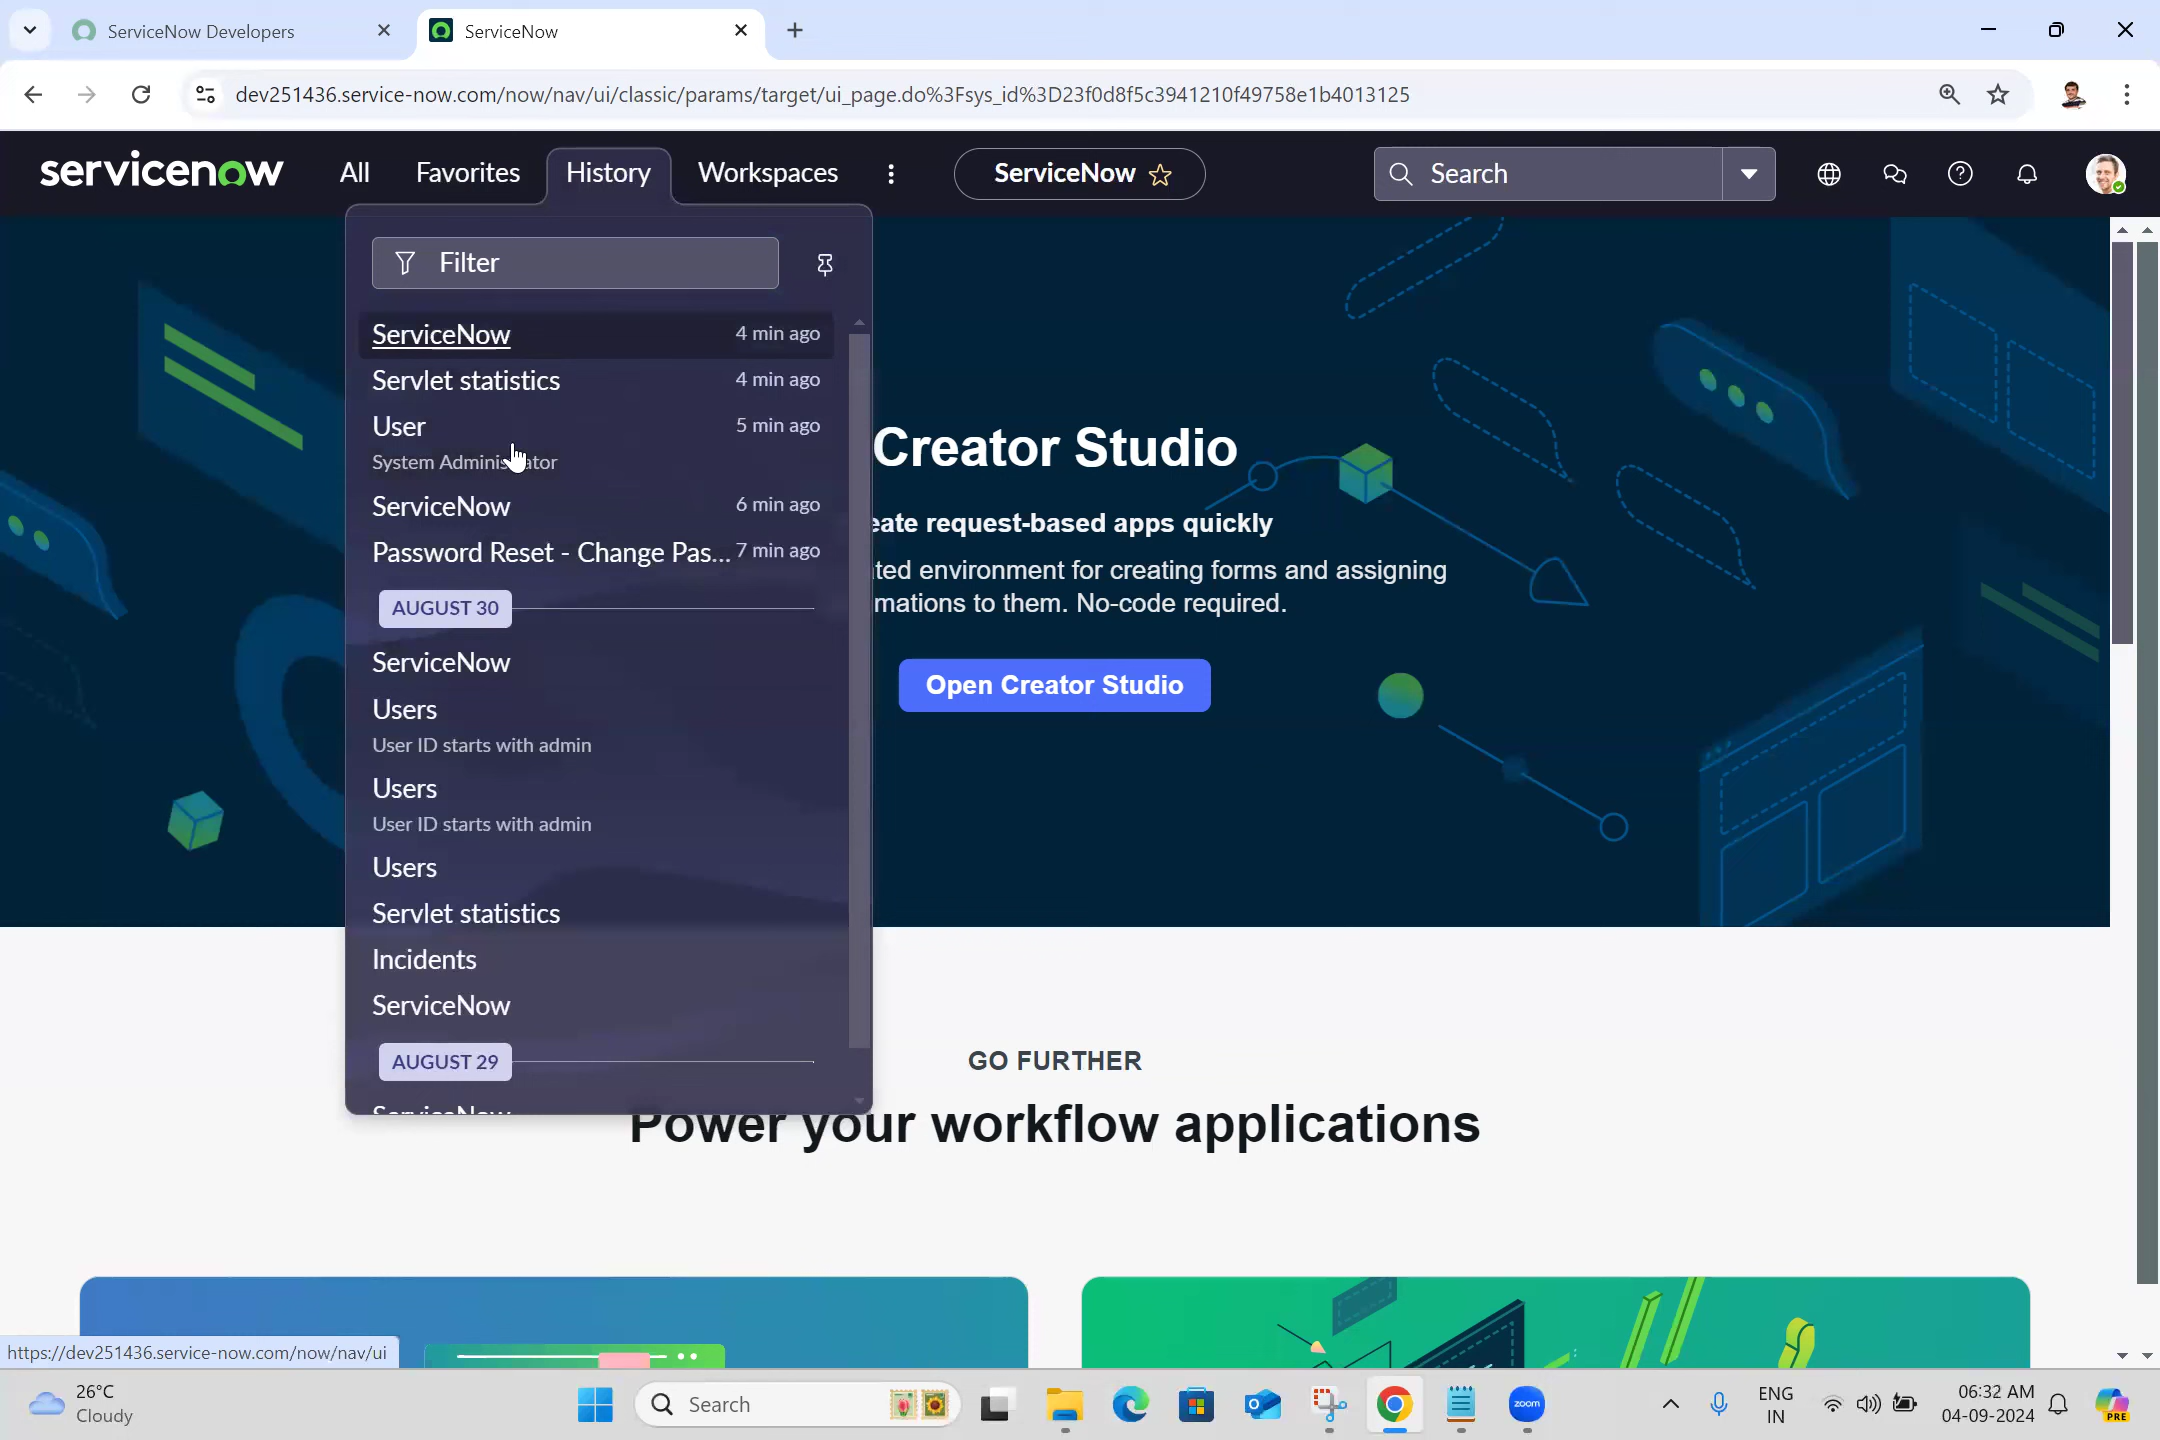 ServiceNow Developers
ServiceNow
dev251436.service-now.com/now/nav/ui/classic/params/target/ui_page.do%3Fsys_id%3D23f0d8f5c3941210f49758e1b4013125
servicenow
All
Favorites
History
Workspaces
ServiceNow
Search
Filter
ServiceNow 4 min ago
Servlet statistics 4 min ago
User 5 min ago
System Administrator
ServiceNow 6 min ago
Password Reset - Change Pas... 7 min ago
AUGUST 30
ServiceNow
Users
User ID starts with admin
Users
User ID starts with admin
Users
Servlet statistics
Incidents
ServiceNow
AUGUST 29
ServiceNow
Creator Studio
eate request-based apps quickly
ted environment for creating forms and assigning
mations to them. No-code required.
Open Creator Studio
GO FURTHER
Power your workflow applications
https://dev251436.service-now.com/now/nav/ui
26°C
Cloudy
Search
zoom
ENG
IN
06:32 AM
04-09-2024
PRE